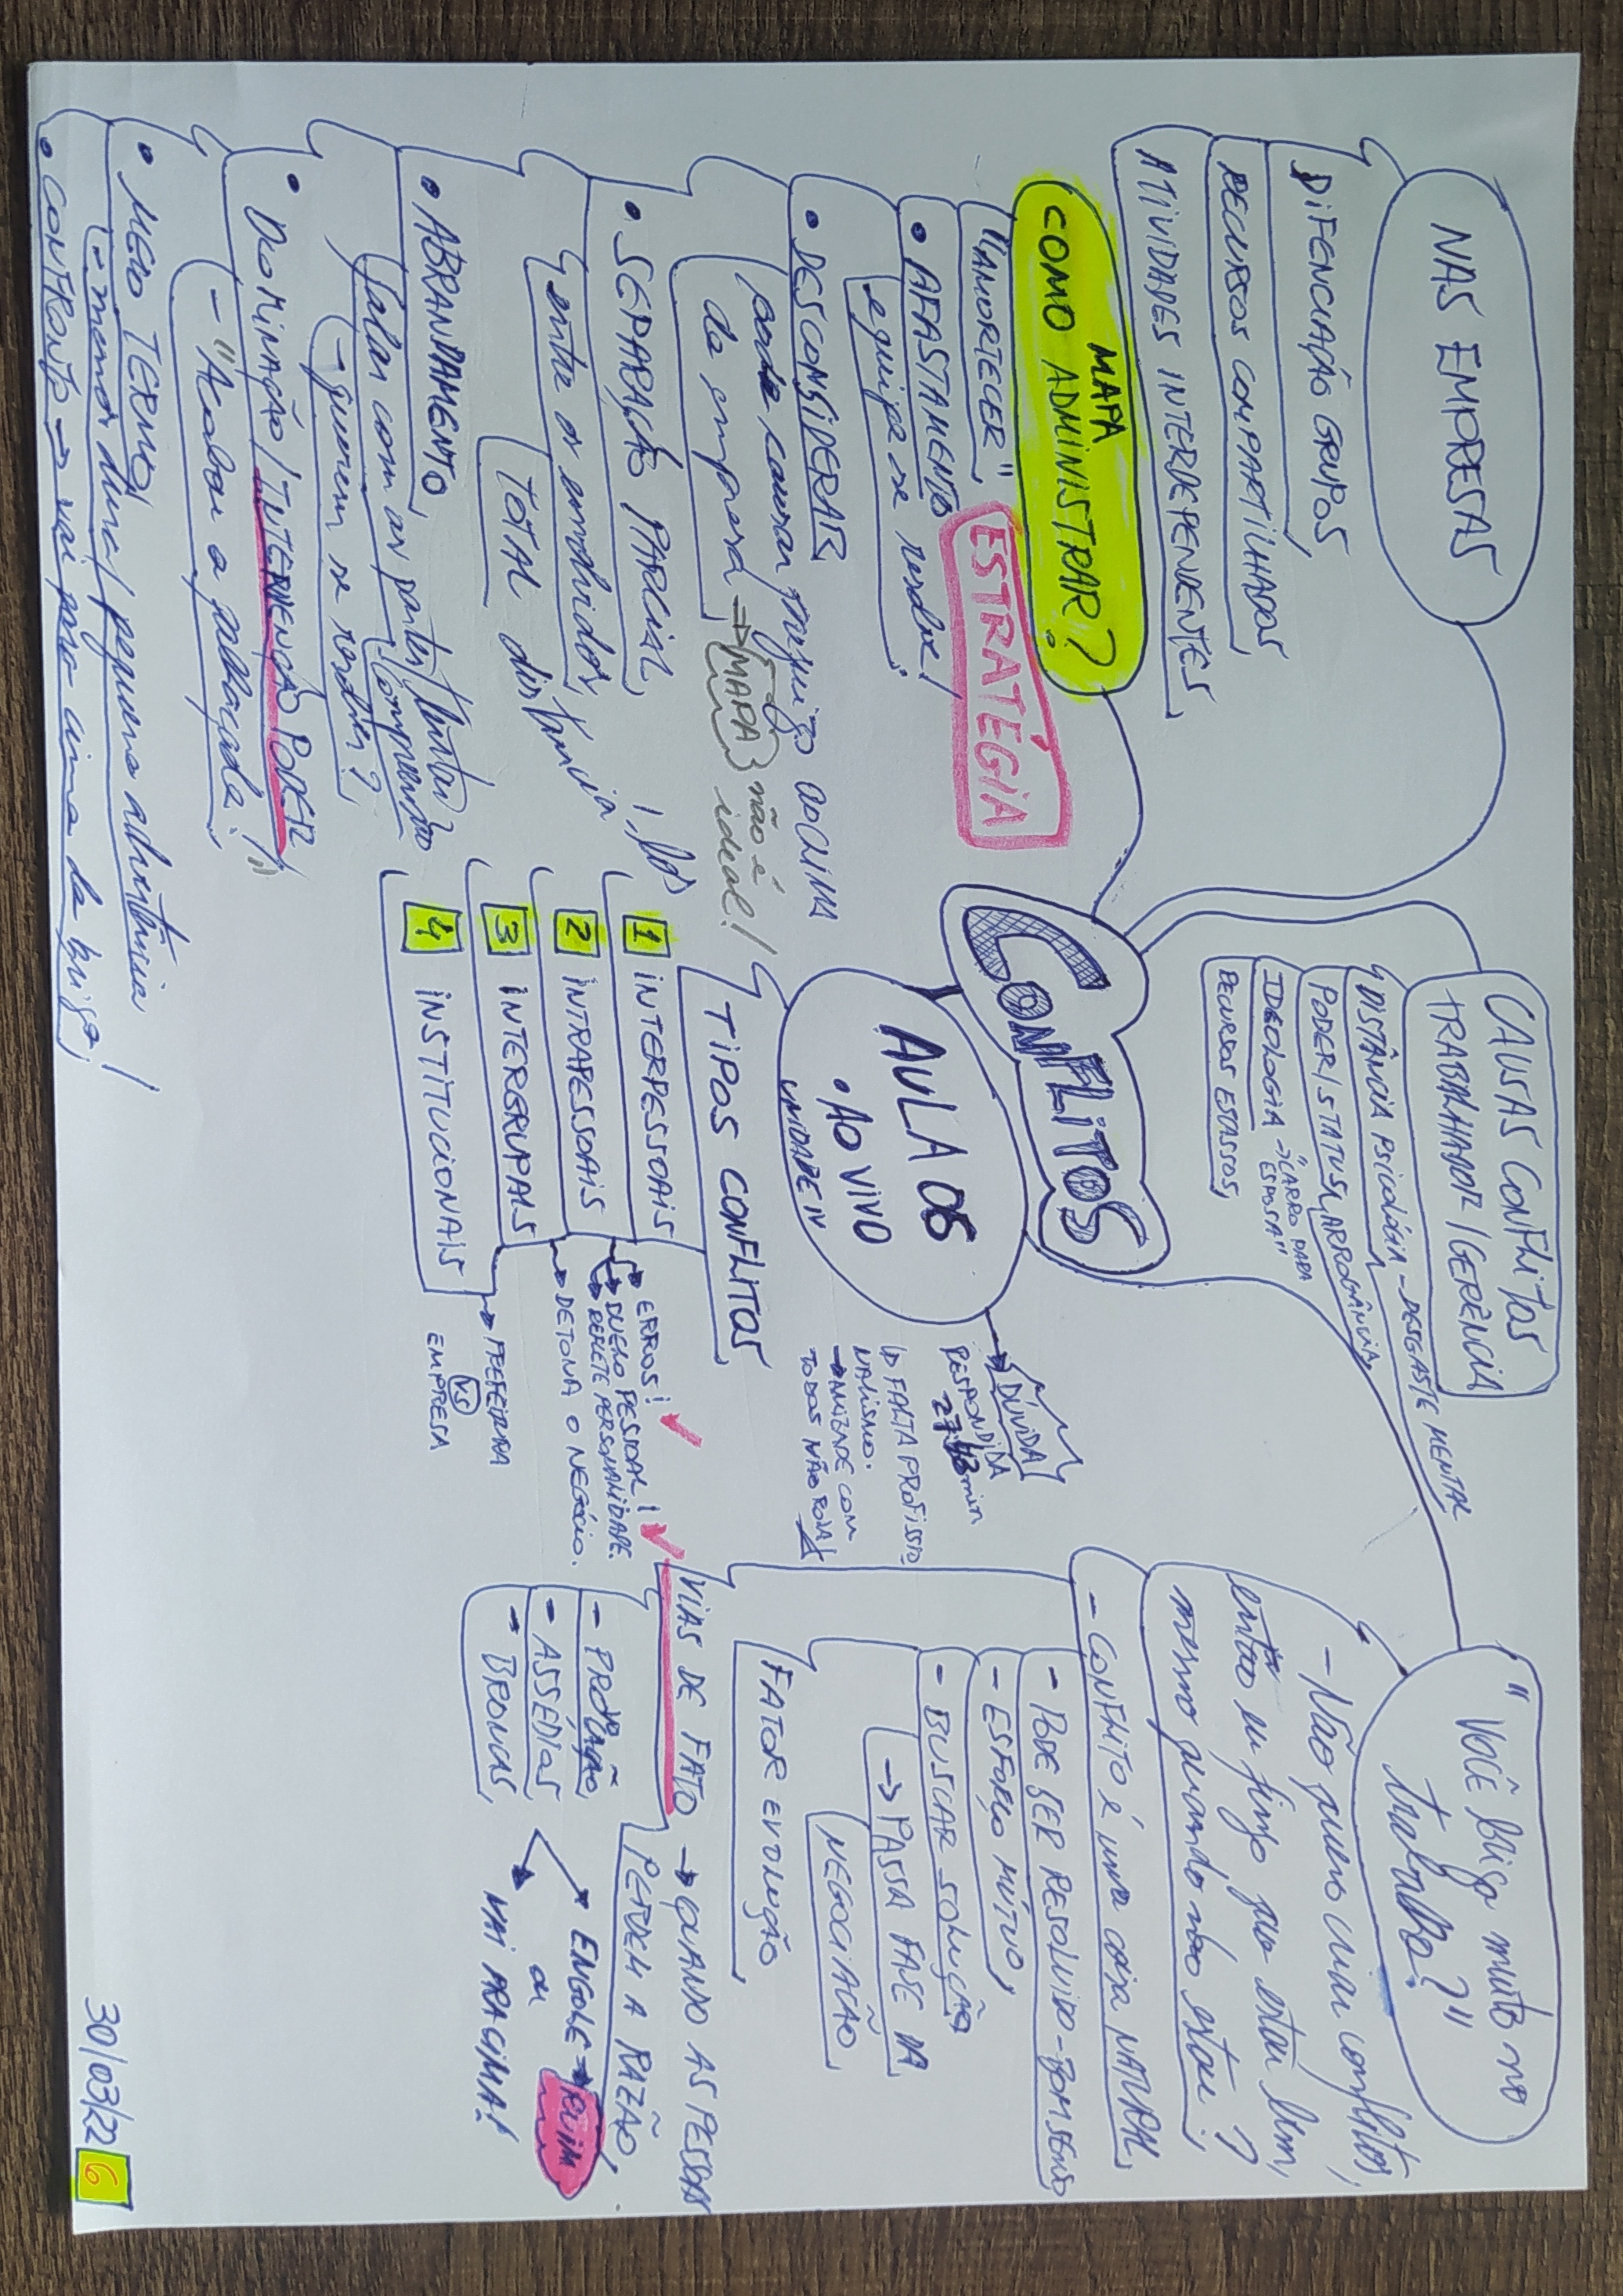 NAS EMPRESAS
DIFENCIAÇÃO GRUPOS
RECURSOS COMPARTILHADOS
ATIVIDADES INTERDEPENDENTES
MAPA
COMO ADMINISTRAR?
ESTRATÉGIA
"AMORTECER"
• AFASTAMENTO
equipe se resolve!
• DESCONSIDERAR
pode causar prejuízo ao clima
da empresa → MAPA não é
ideal!
• SEPARAÇÃO PARCIAL
entre os envolvidos
TOTAL distanciá-los
• ABRANDAMENTO
falar com as partes / tentar
- compreensão
- querem se resolver?
• DOMINAÇÃO / INTERVENÇÃO PODER
- "Acabou a palhaçada!"
• MEIO TERMO
- menos dura / pequena advertência
• CONFRONTO → vai para cima da briga!
CAUSAS CONFLITOS
TRABALHADOR / GERÊNCIA
DISTÂNCIA PSICOLÓGIA - DESGASTE MENTAL
PODER / STATUS ARROGÂNCIA
IDEOLOGIA → "CARRO PARA
ESPOSA"
RECURSOS ESCASSOS
CONFLITOS
AULA 06
• AO VIVO
UNIDADE IV
→ DÚVIDA
RESPONDIDA
27:43 min
↳ FALTA PROFISSIO
NALISMO.
→ AMIZADE COM
TODOS NÃO ROLA!
TIPOS CONFLITOS
1 INTERPESSOAIS
→ ERROS!
→ DUELO PESSOAL!
→ REFLETE PERSONALIDADE.
2 INTRAPESSOAIS
→ DETONA O NEGÓCIO.
3 INTERGRUPAIS
4 INSTITUCIONAIS
→ PREFEITURA
VS
EMPRESA
"VOCÊ briga muito no
trabalho?"
- Não quero criar conflitos,
então eu finjo que estou bem,
mesmo quando não estou?
- CONFLITO é uma coisa NATURAL
- PODE SER RESOLVIDO - BOM SENSO
- ESFORÇO MÚTUO
- BUSCAR SOLUÇÃO
→ PASSA FASE DA
NEGOCIAÇÃO
FATOR EVOLUÇÃO
VIAS DE FATO → QUANDO AS PESSOAS
PERDEM A RAZÃO
- PROVOCAÇÃO
- ASSÉDIOS
- BRONCAS
ENGOLE → RUIM
ou
VAI PRA CIMA!
30/03/22 6